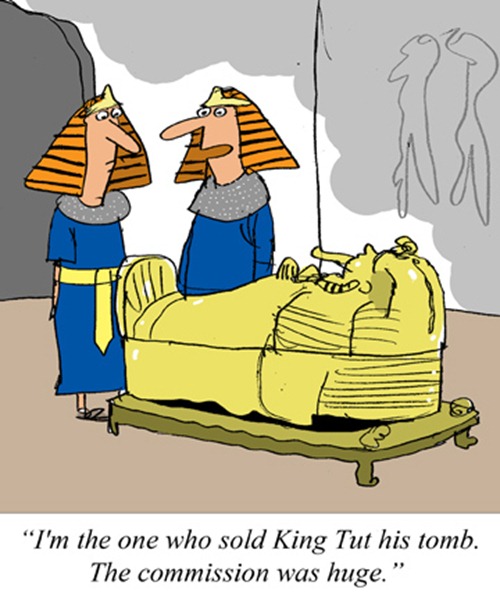 “I'm the one who sold King Tut his tomb.
The commission was huge.”